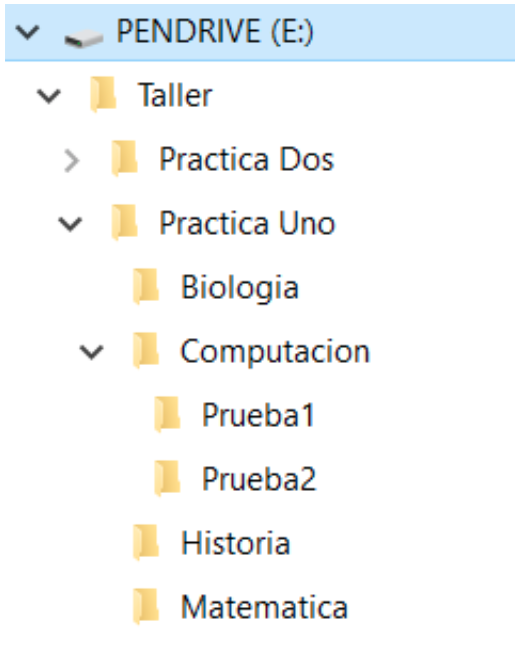 PENDRIVE (E:)
Taller
Practica Dos
Practica Uno
Biologia
Computacion
Prueba1
Prueba2
Historia
Matematica